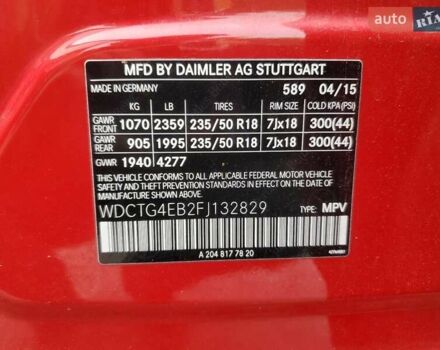 auto RIA
MFD BY DAIMLER AG STUTTGART
MADE IN GERMANY 589 04/15
KG LB TIRES RIM SIZE COLD KPA (PSI)
GAWR FRONT 1070 2359 235/50 R18 7Jx18 300(44)
GAWR REAR 905 1995 235/50 R18 7Jx18 300(44)
GVWR 1940 4277
THIS VEHICLE CONFORMS TO ALL APPLICABLE
FEDERAL MOTOR VEHICLE SAFETY STANDARDS
IN EFFECT ON THE DATE OF
MANUFACTURE SHOWN ABOVE.
WDCTG4EB2FJ132829 TYPE: MPV
A 204 817 78 20